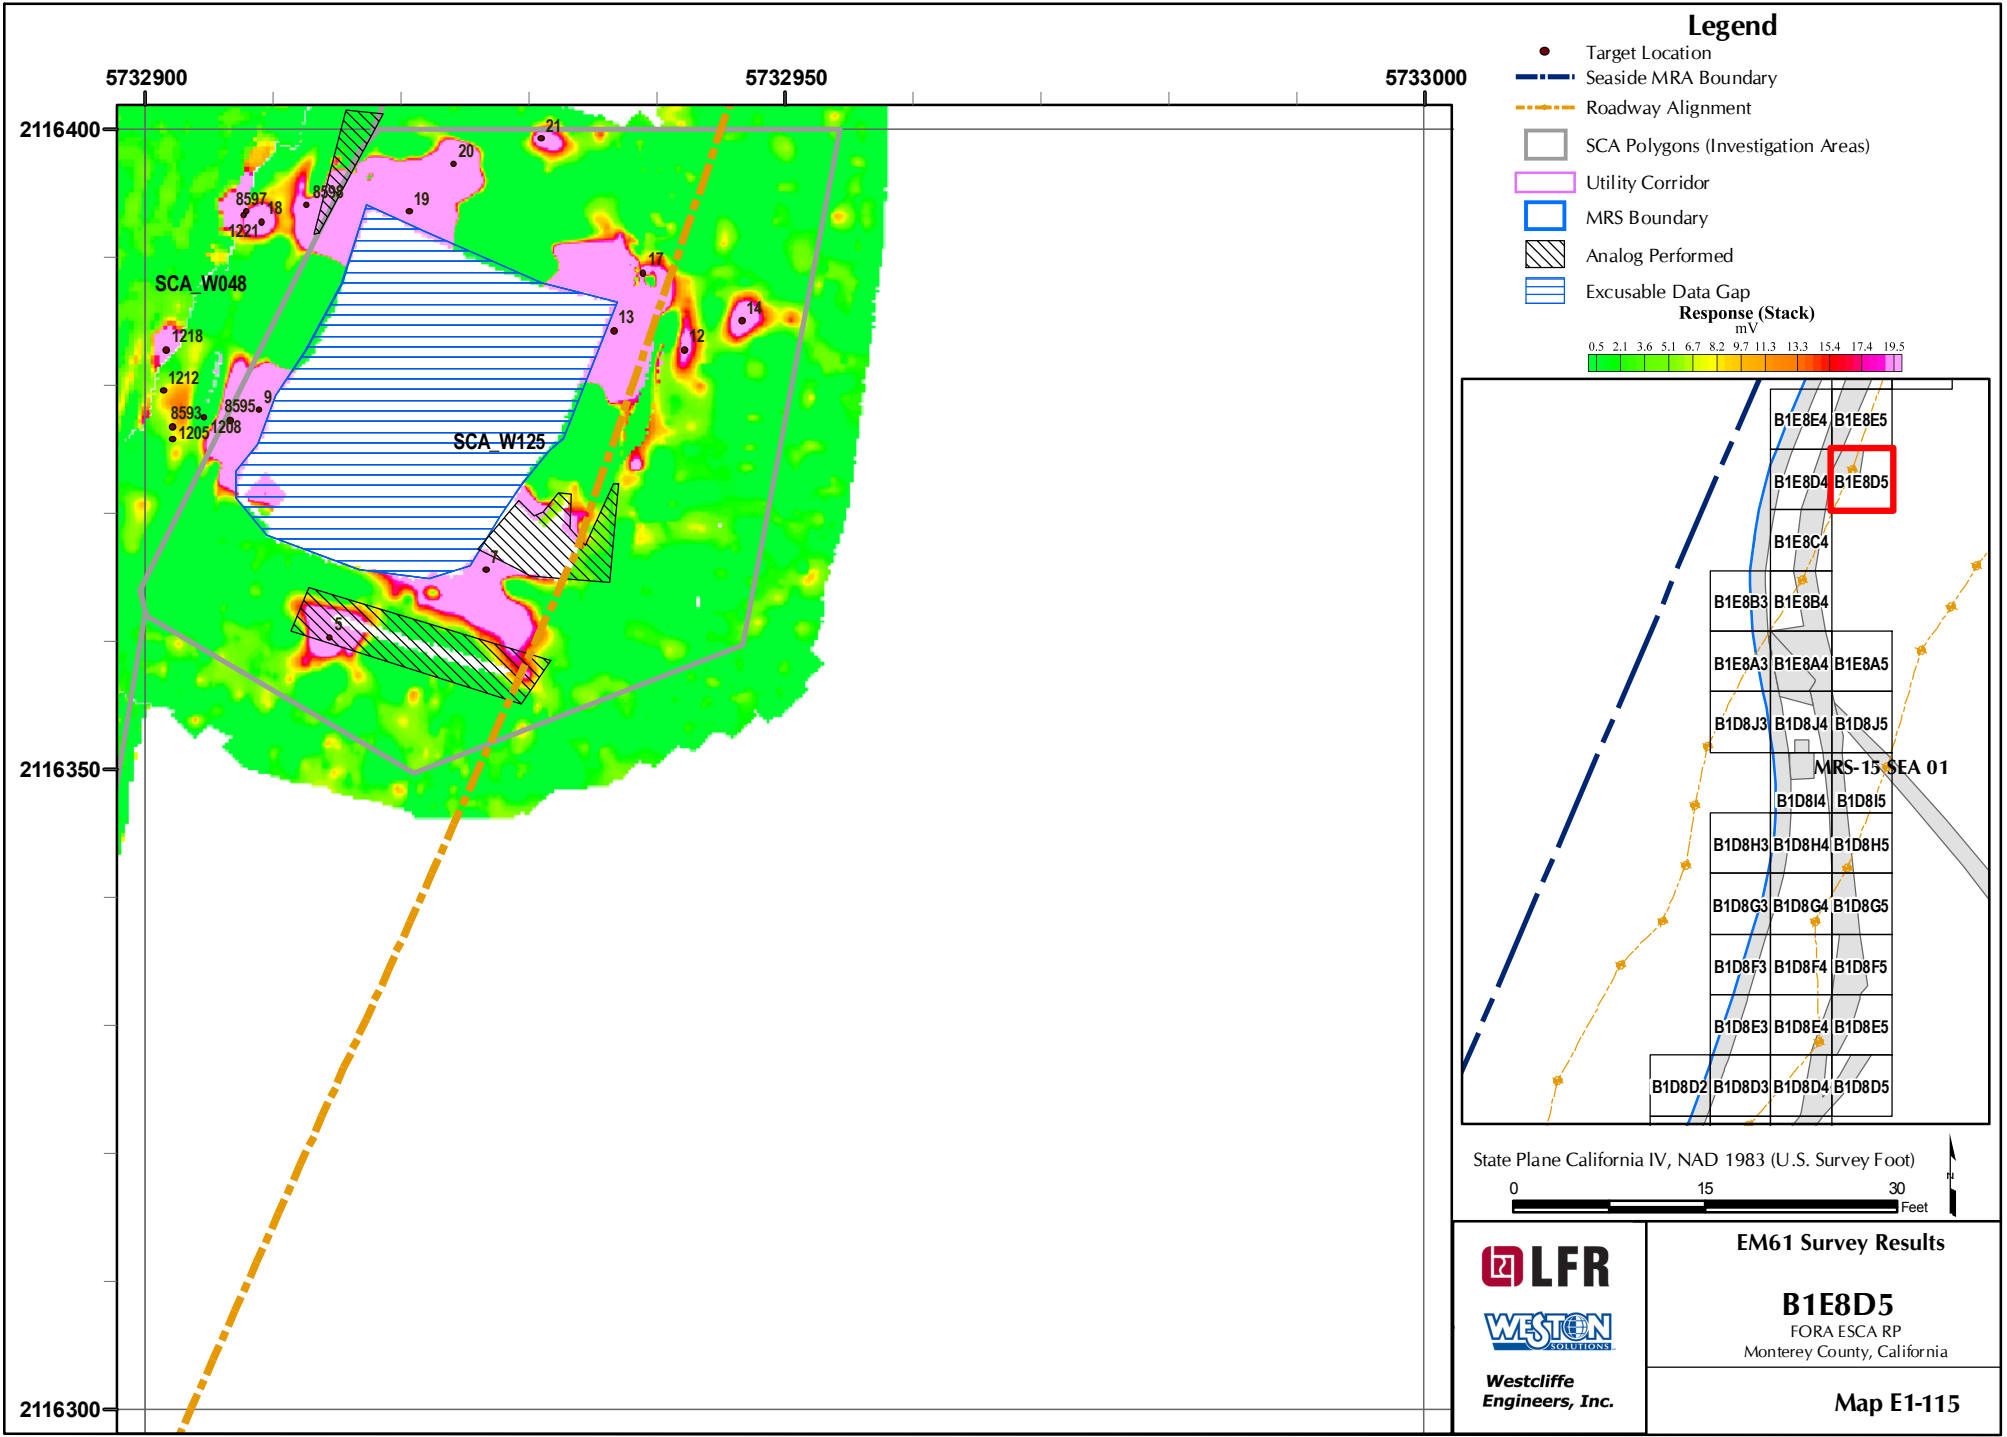 5732900
5732950
5733000
2116400
2116350
2116300
21
20
19
8598
8597
18
1221
SCA_W048
17
14
13
12
1218
1212
9
8595
8593
1208
1205
SCA_W125
7
5
Legend
Target Location
Seaside MRA Boundary
Roadway Alignment
SCA Polygons (Investigation Areas)
Utility Corridor
MRS Boundary
Analog Performed
Excusable Data Gap
Response (Stack)
mV
0.5 2.1 3.6 5.1 6.7 8.2 9.7 11.3 13.3 15.4 17.4 19.5
B1E8E4 B1E8E5
B1E8D4 B1E8D5
B1E8C4
B1E8B3 B1E8B4
B1E8A3 B1E8A4 B1E8A5
B1D8J3 B1D8J4 B1D8J5
MRS-15 SEA 01
B1D8I4 B1D8I5
B1D8H3 B1D8H4 B1D8H5
B1D8G3 B1D8G4 B1D8G5
B1D8F3 B1D8F4 B1D8F5
B1D8E3 B1D8E4 B1D8E5
B1D8D2 B1D8D3 B1D8D4 B1D8D5
State Plane California IV, NAD 1983 (U.S. Survey Foot)
N
0 15 30
Feet
LFR
WESTON
SOLUTIONS
Westcliffe
Engineers, Inc.
EM61 Survey Results
B1E8D5
FORA ESCA RP
Monterey County, California
Map E1-115